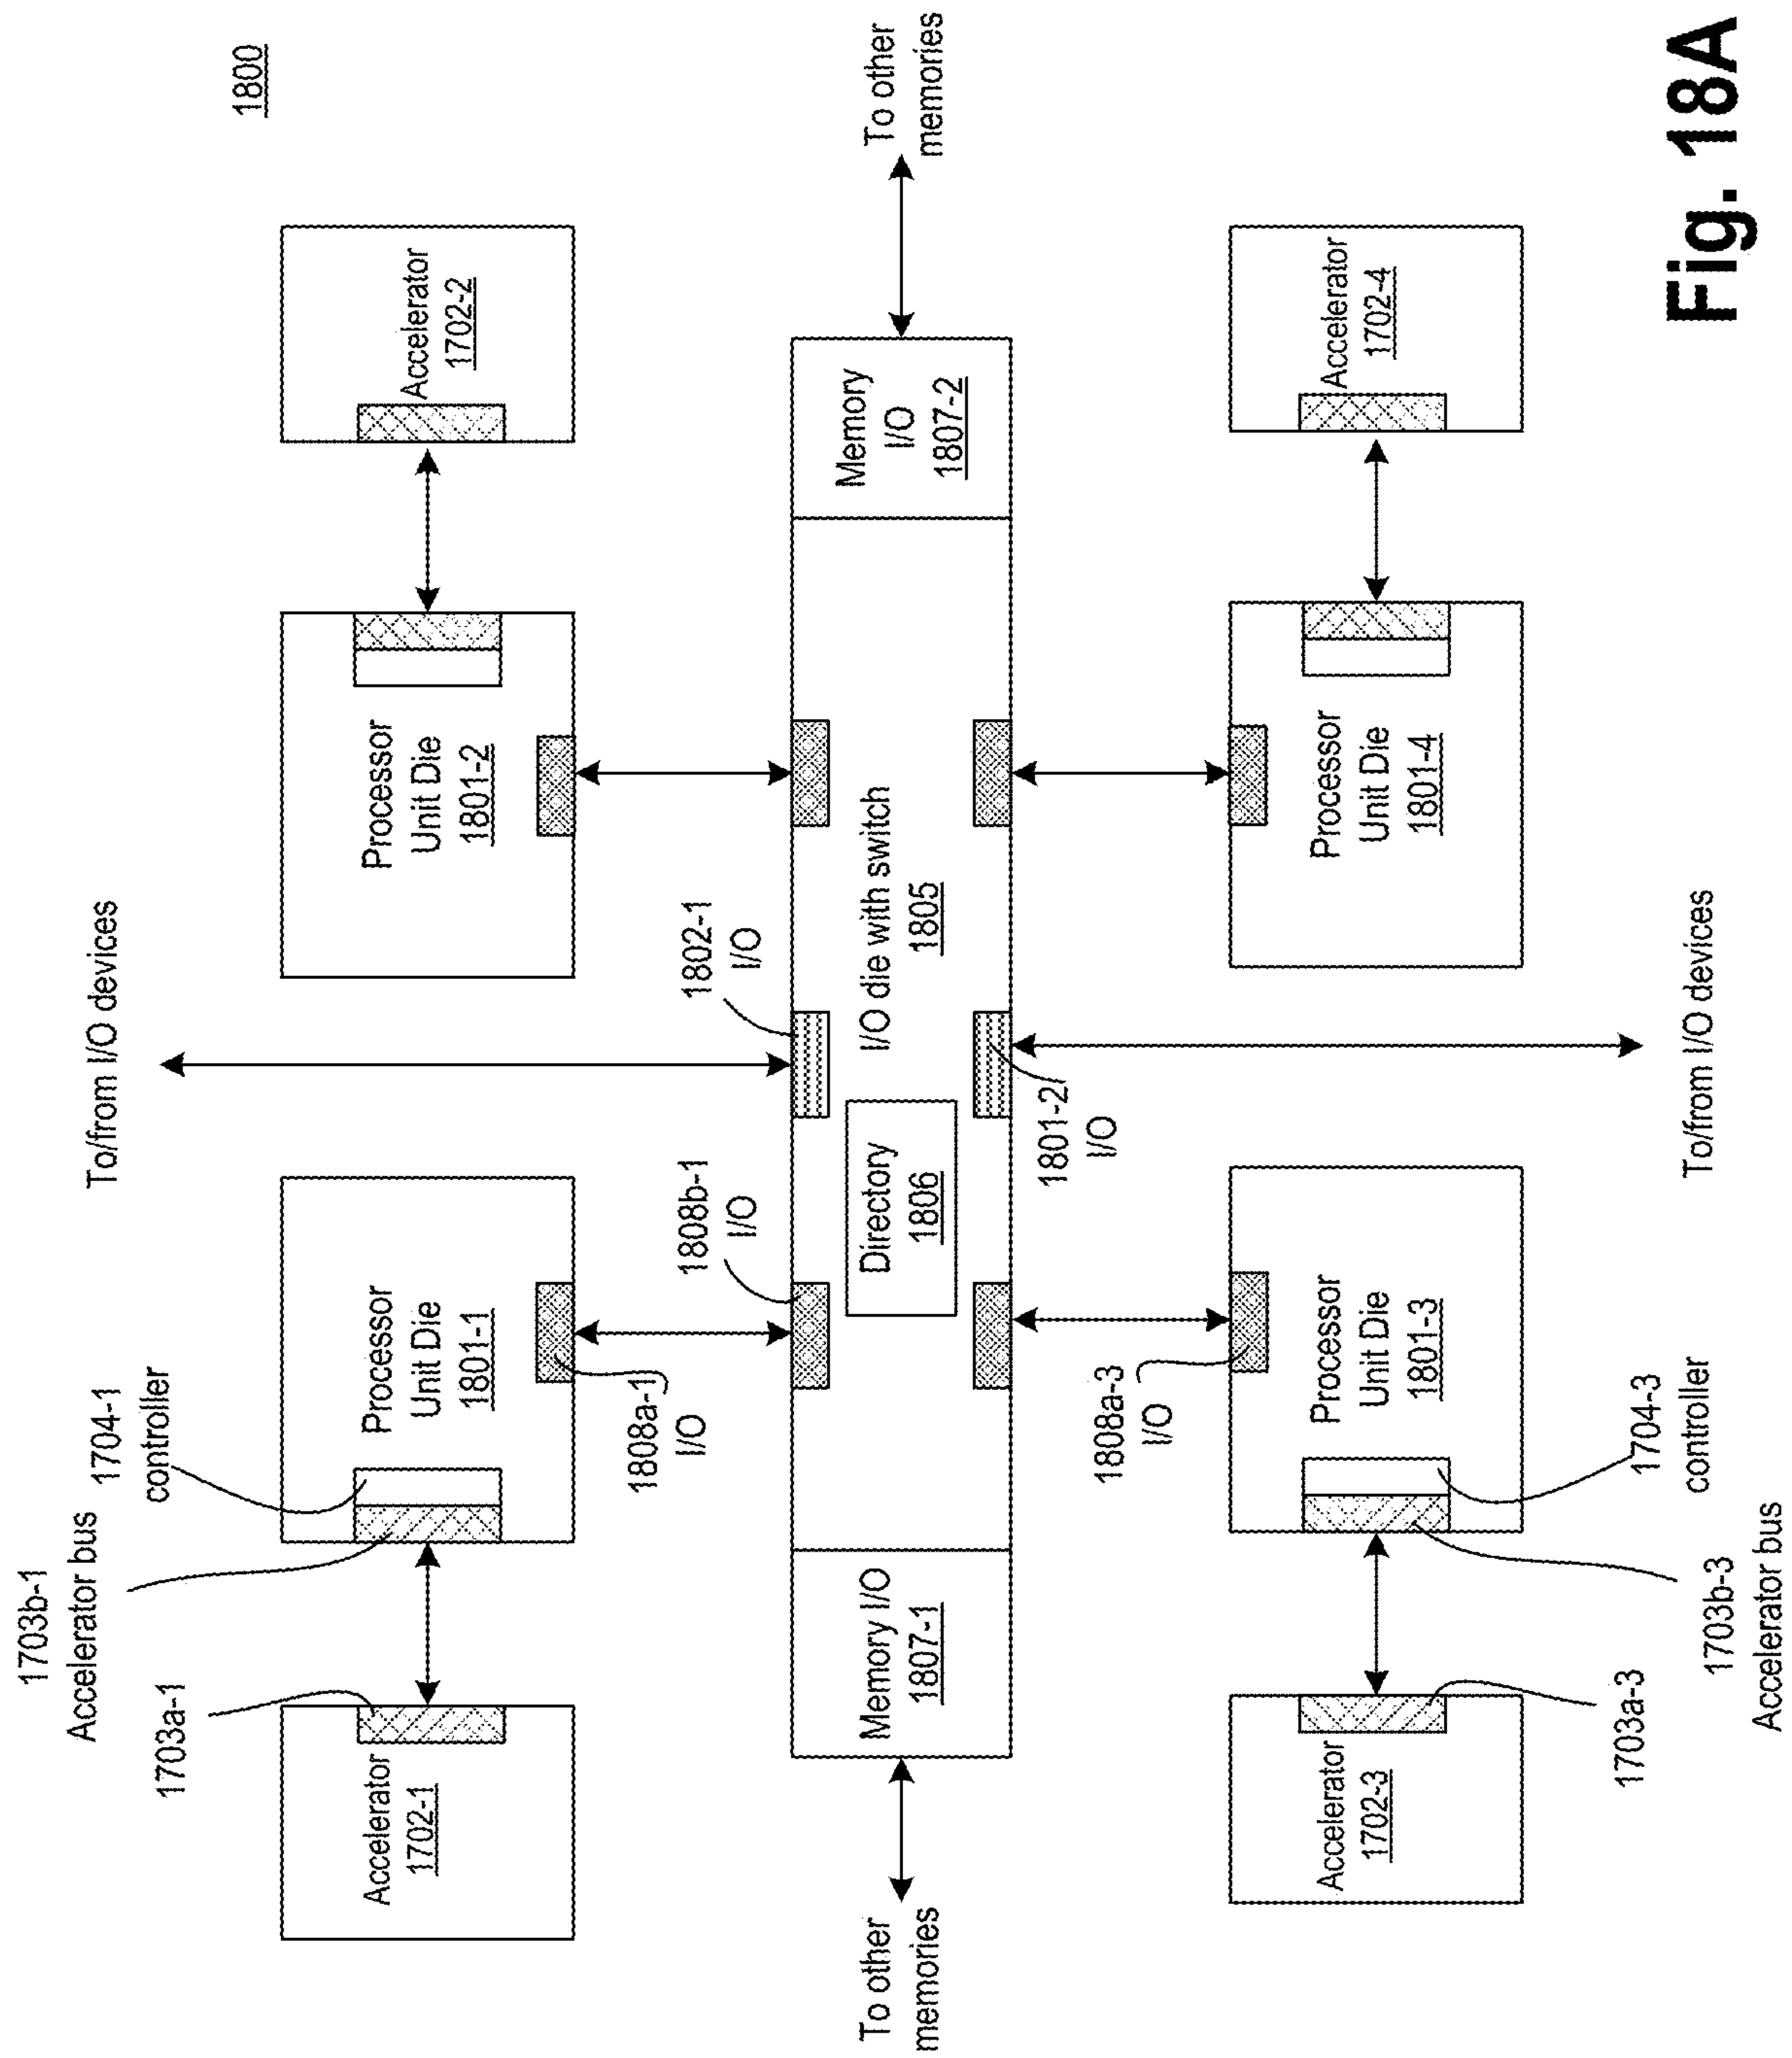 1703b-1
Accelerator bus
1704-1
controller
1703a-1
To/from I/O devices
1800
Accelerator
1702-1
Processor
Unit Die
1801-1
Processor
Unit Die
1801-2
Accelerator
1702-2
1808a-1
I/O
1808b-1
I/O
1802-1
I/O
To other
memories
Memory I/O
1807-1
Directory
1806
I/O die with switch
1805
Memory
I/O
1807-2
To other
memories
1808a-3
I/O
1801-2
I/O
Accelerator
1702-3
Processor
Unit Die
1801-3
Processor
Unit Die
1801-4
Accelerator
1702-4
1703a-3
1704-3
controller
1703b-3
Accelerator bus
To/from I/O devices
Fig. 18A